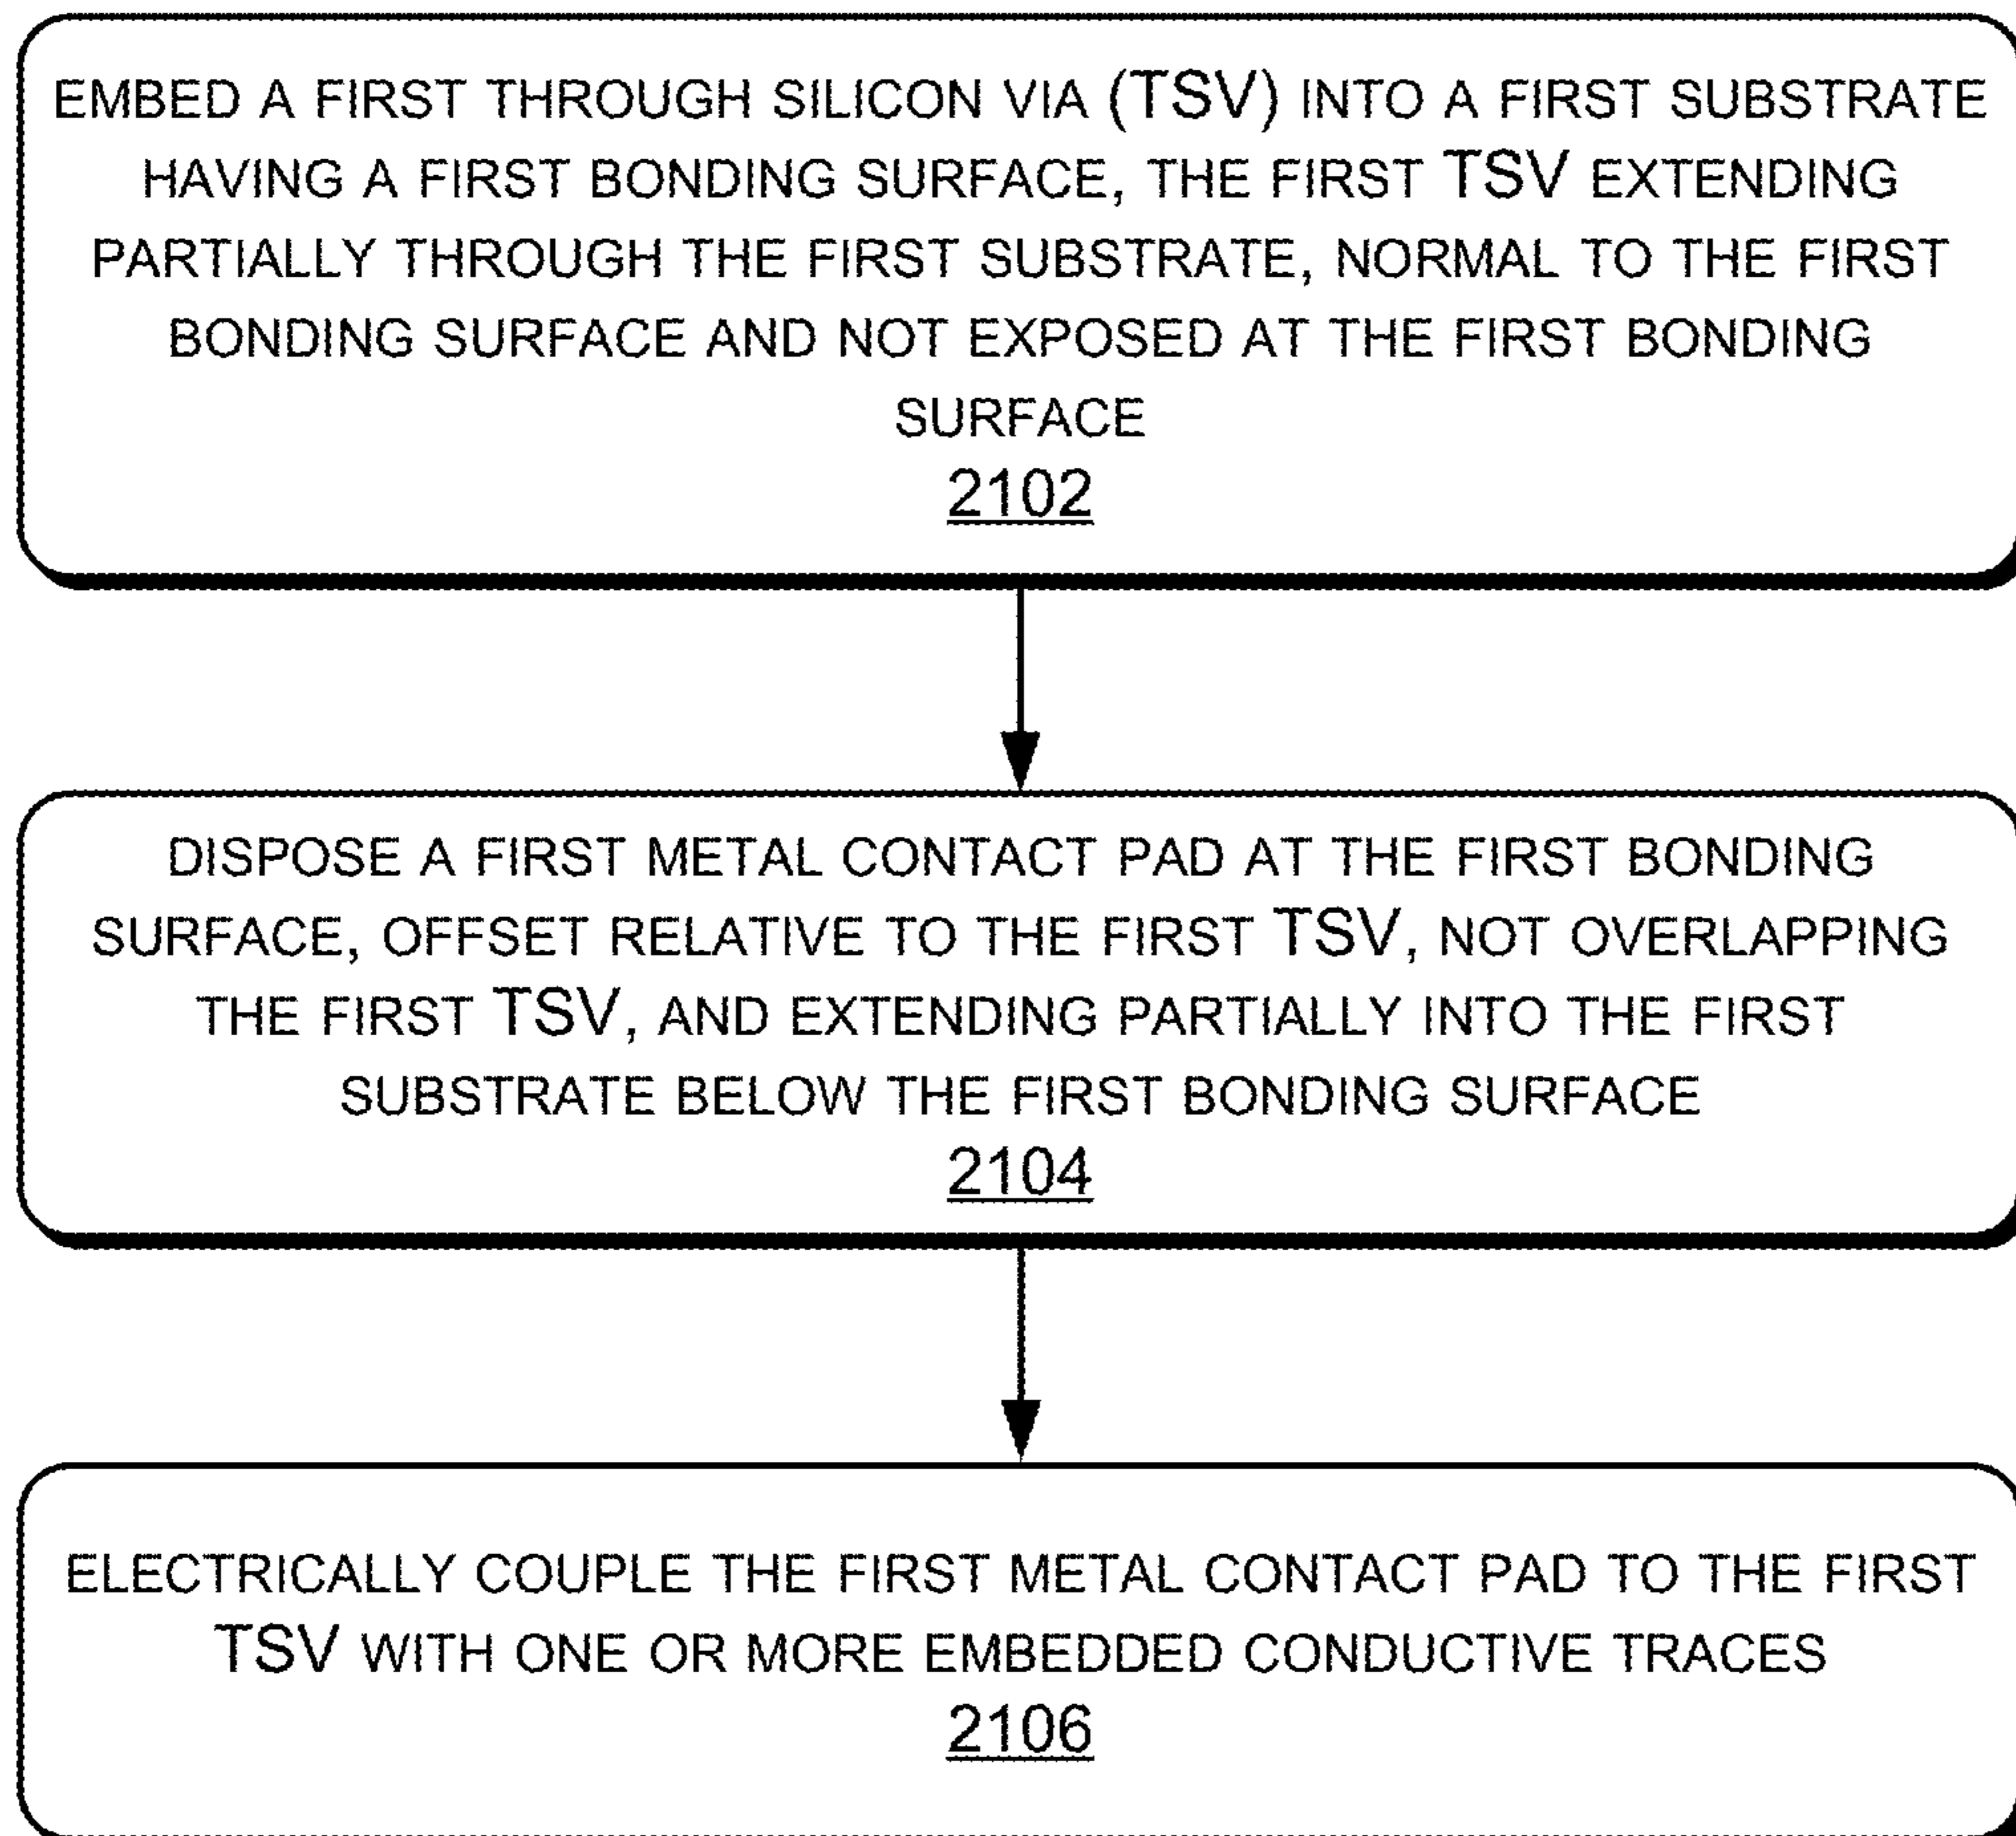 EMBED A FIRST THROUGH SILICON VIA (TSV) INTO A FIRST SUBSTRATE
HAVING A FIRST BONDING SURFACE, THE FIRST TSV EXTENDING
PARTIALLY THROUGH THE FIRST SUBSTRATE, NORMAL TO THE FIRST
BONDING SURFACE AND NOT EXPOSED AT THE FIRST BONDING
SURFACE
2102
DISPOSE A FIRST METAL CONTACT PAD AT THE FIRST BONDING
SURFACE, OFFSET RELATIVE TO THE FIRST TSV, NOT OVERLAPPING
THE FIRST TSV, AND EXTENDING PARTIALLY INTO THE FIRST
SUBSTRATE BELOW THE FIRST BONDING SURFACE
2104
ELECTRICALLY COUPLE THE FIRST METAL CONTACT PAD TO THE FIRST
TSV WITH ONE OR MORE EMBEDDED CONDUCTIVE TRACES
2106